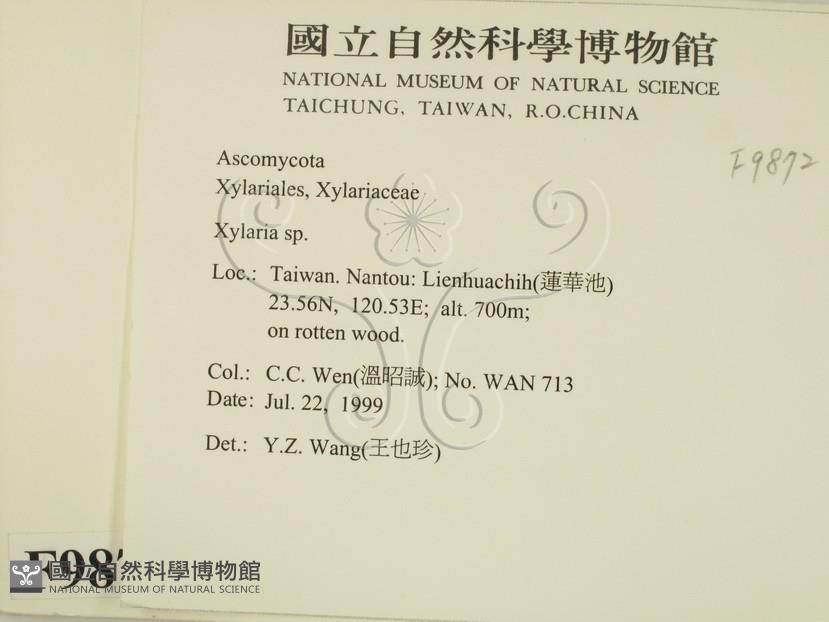 國立自然科學博物館
NATIONAL MUSEUM OF NATURAL SCIENCE
TAICHUNG, TAIWAN, R.O.CHINA
F9872
Ascomycota
Xylariales, Xylariaceae
Xylaria sp.
Loc.: Taiwan. Nantou: Lienhuachih(蓮華池)
23.56N, 120.53E; alt. 700m;
on rotten wood.
Col.: C.C. Wen(溫昭誠); No. WAN 713
Date: Jul. 22, 1999
Det.: Y.Z. Wang(王也珍)
F987
國立自然科學博物館
NATIONAL MUSEUM OF NATURAL SCIENCE